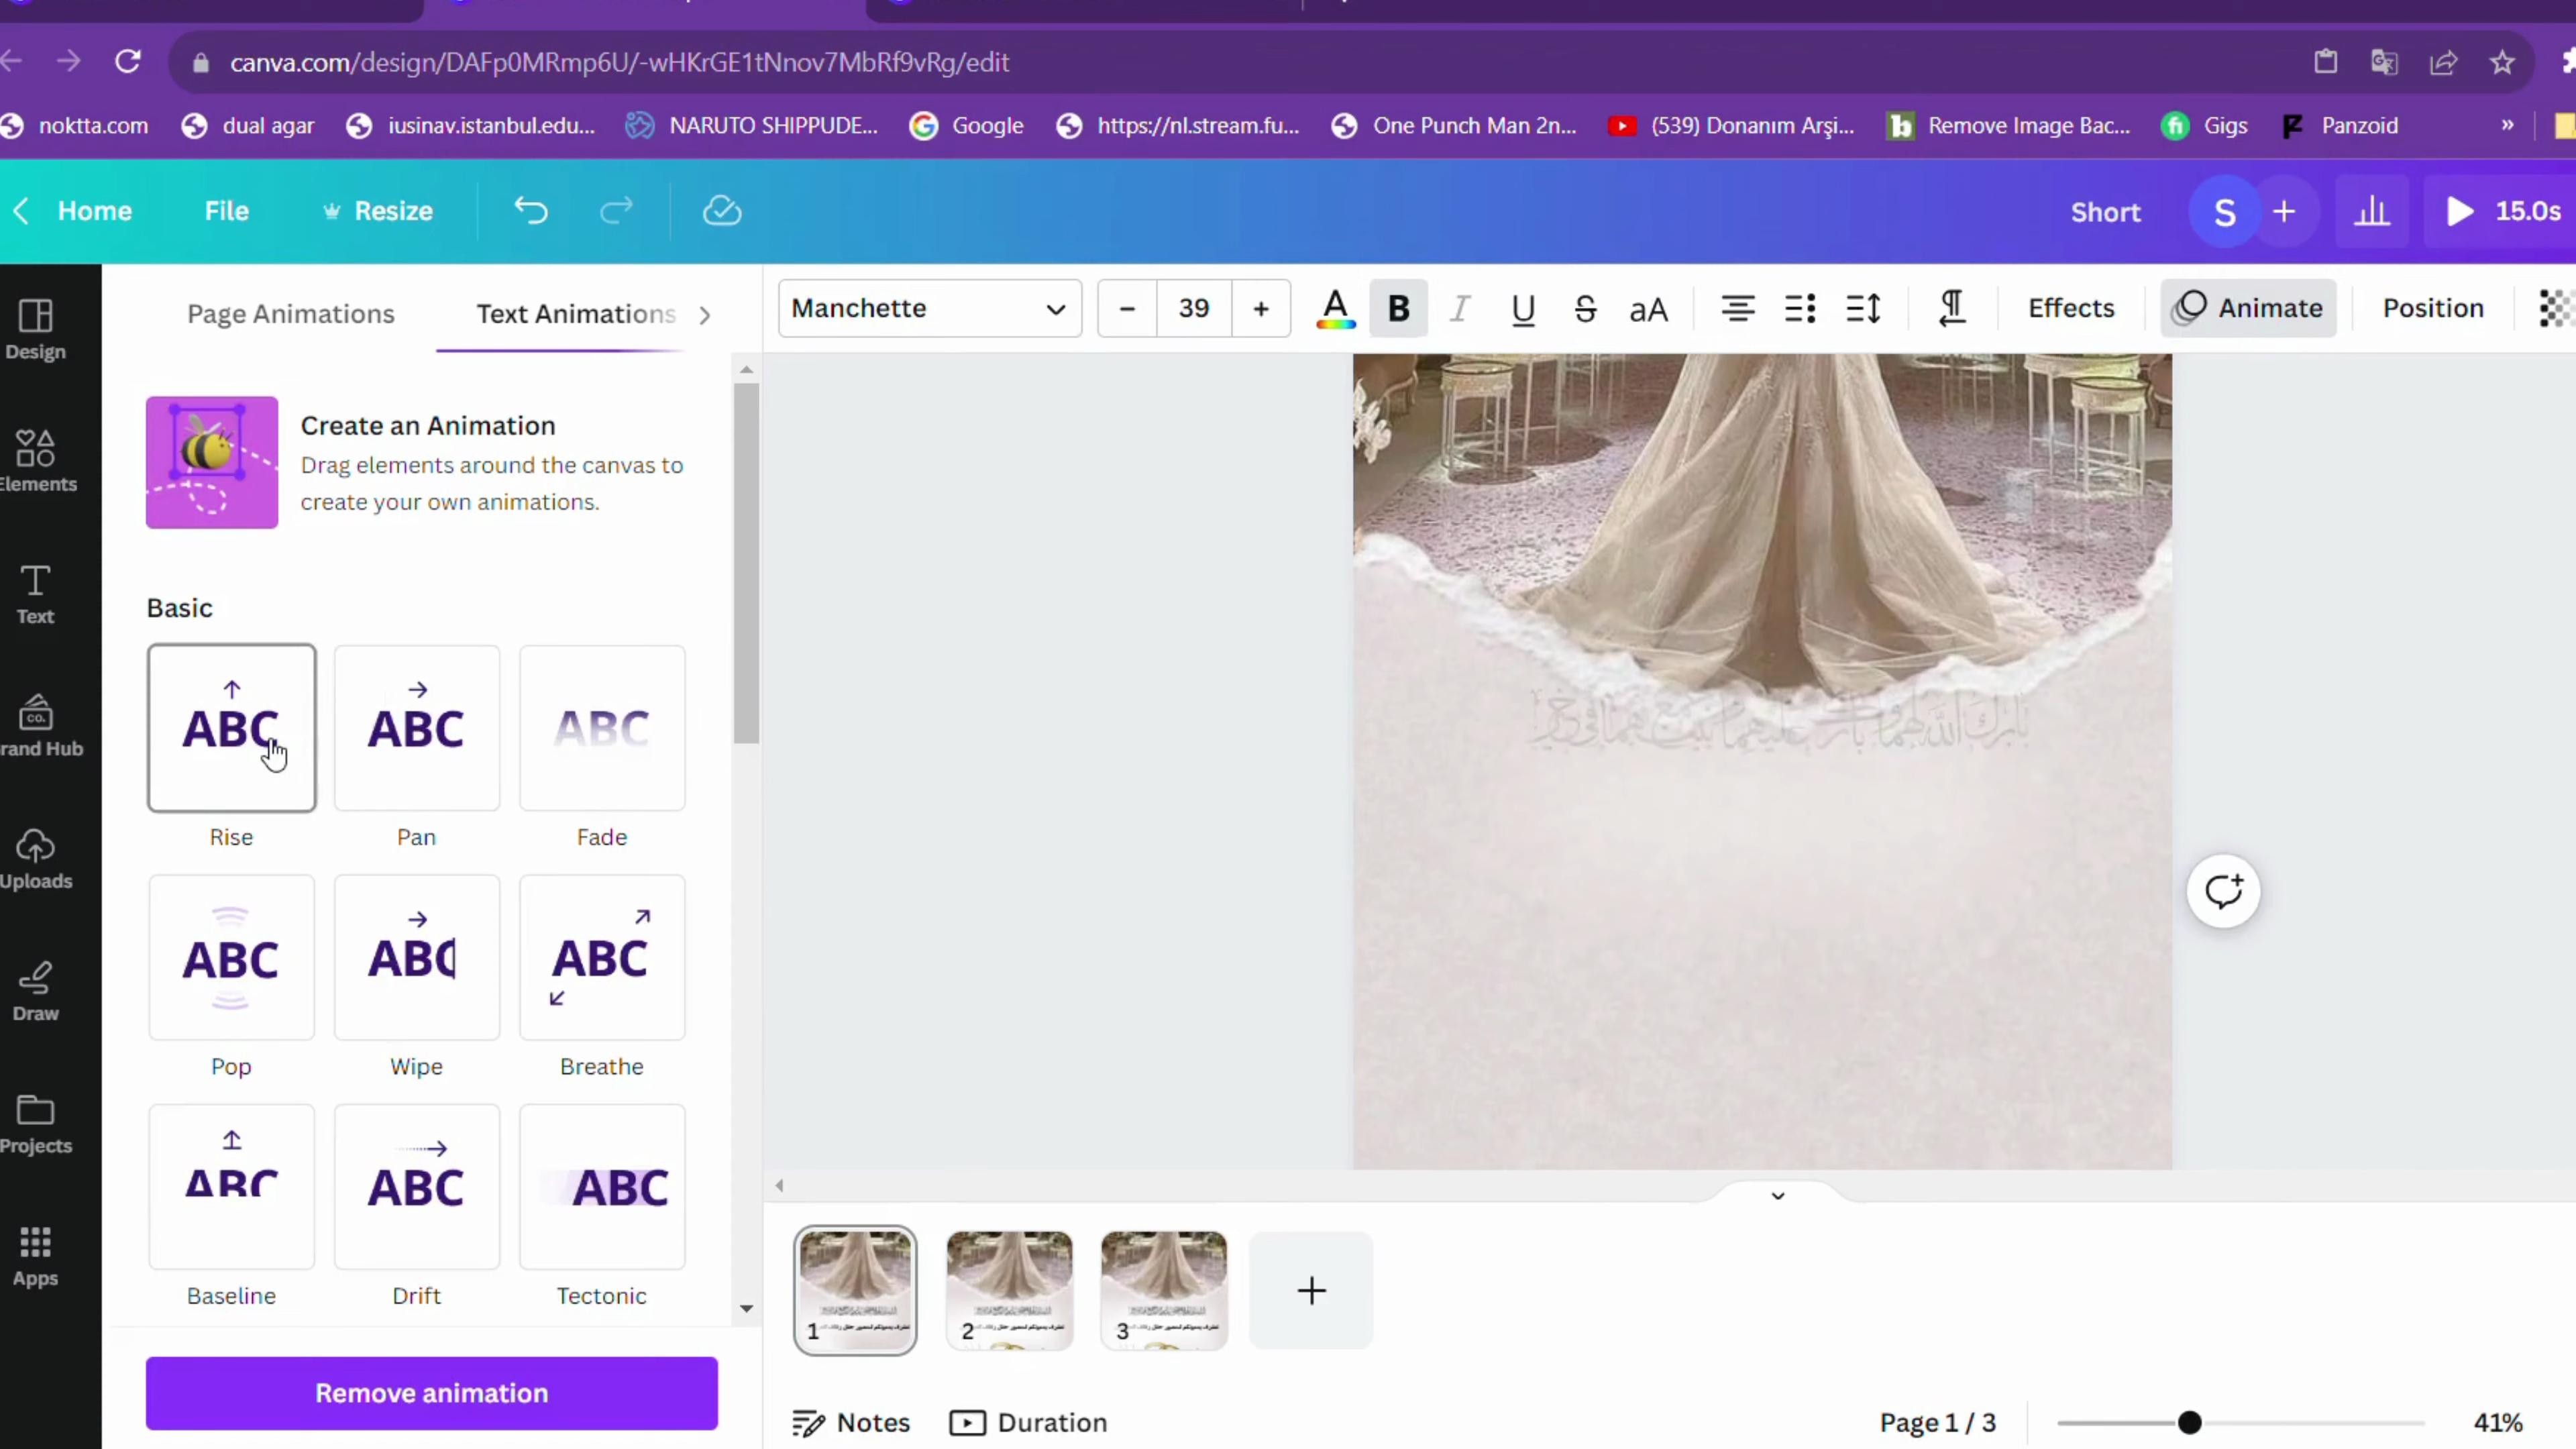 canva.com/design/DAFp0MRmp6U/-wHKrGE1tNnov7MbRf9vRg/edit
noktta.com dual agar iusinav.istanbul.edu... NARUTO SHIPPUDE... Google https://nl.stream.fu... One Punch Man 2n... (539) Donanım Arşi... Remove Image Bac... Gigs Panzoid »
Home File Resize Short S + 15.0s
Page Animations Text Animations
Manchette - 39 + A B I U S aA Effects Animate Position
Design
Elements
Text
CO.
rand Hub
Uploads
Draw
Projects
Apps
Create an Animation
Drag elements around the canvas to
create your own animations.
Basic
ABC ABC ABC
Rise Pan Fade
ABC ABC ABC
Pop Wipe Breathe
ABC ABC ABC
Baseline Drift Tectonic
Remove animation
1 2 3 +
Notes Duration Page 1 / 3 41%